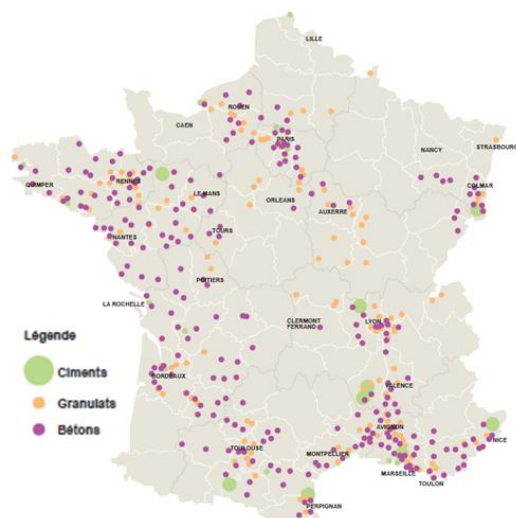 LILLE
ROUEN
CAEN
PARIS
NANCY
STRASBOURG
COLMAR
QUIMPER
RENNES
LE MANS
ORLEANS
AUXERRE
NANTES
TOURS
POITIERS
LA ROCHELLE
CLERMONT
FERRAND
LYON
Légende
Ciments
Granulats
Bétons
BORDEAUX
VALENCE
AVIGNON
TOULOUSE
MONTPELLIER
NICE
MARSEILLE
TOULON
PERPIGNAN